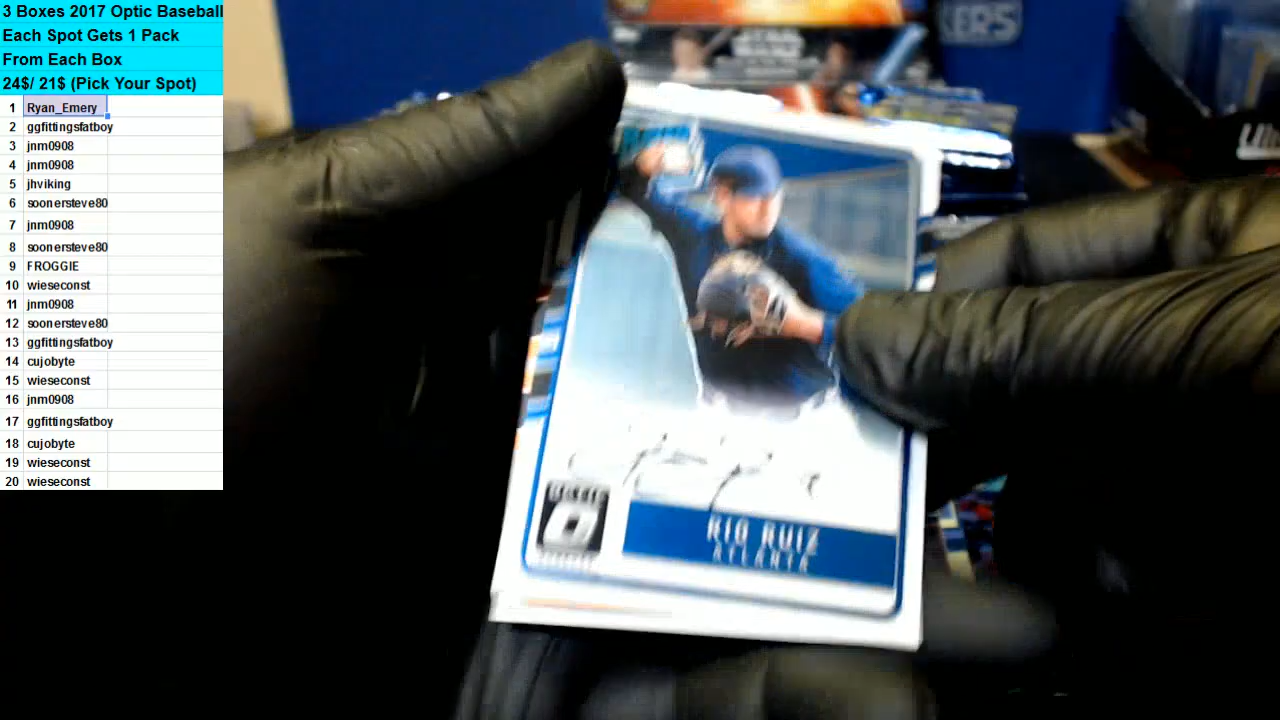 3 Boxes 2017 Optic Baseball
Each Spot Gets 1 Pack
From Each Box
24$/ 21$ (Pick Your Spot)
1 Ryan_Emery
2 ggfittingsfatboy
3 jnm0908
4 jnm0908
5 jhviking
6 soonersteve80
7 jnm0908
8 soonersteve80
9 FROGGIE
10 wieseconst
11 jnm0908
12 soonersteve80
13 ggfittingsfatboy
14 cujobyte
15 wieseconst
16 jnm0908
17 ggfittingsfatboy
18 cujobyte
19 wieseconst
20 wieseconst
KERS
STAR
WARS
RIO RUIZ
ATLANTA